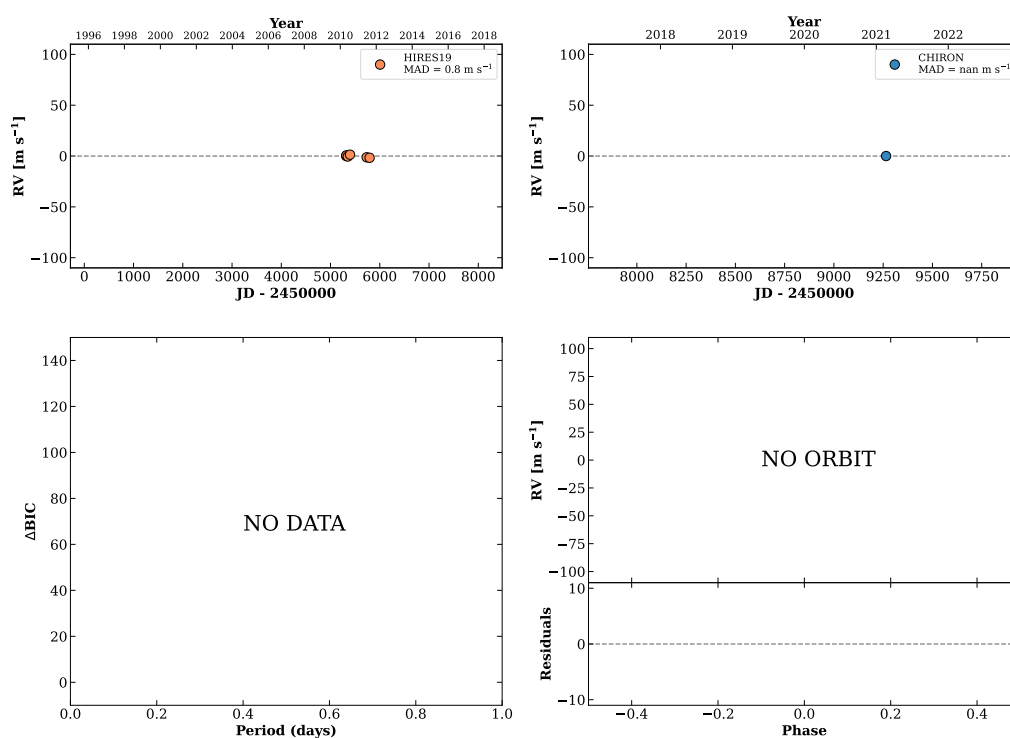 Year
1996 1998 2000 2002 2004 2006 2008 2010 2012 2014 2016 2018
100
50
0
−50
−100
RV [m s⁻¹]
HIRES19
MAD = 0.8 m s⁻¹
0 1000 2000 3000 4000 5000 6000 7000 8000
JD - 2450000
Year
2018 2019 2020 2021 2022
100
50
0
−50
−100
RV [m s⁻¹]
CHIRON
MAD = nan m s⁻¹
8000 8250 8500 8750 9000 9250 9500 9750
JD - 2450000
140
120
100
80
60
40
20
0
ΔBIC
NO DATA
0.0 0.2 0.4 0.6 0.8 1.0
Period (days)
100
75
50
25
0
−25
−50
−75
−100
RV [m s⁻¹]
NO ORBIT
10
0
−10
Residuals
−0.4 −0.2 0.0 0.2 0.4
Phase